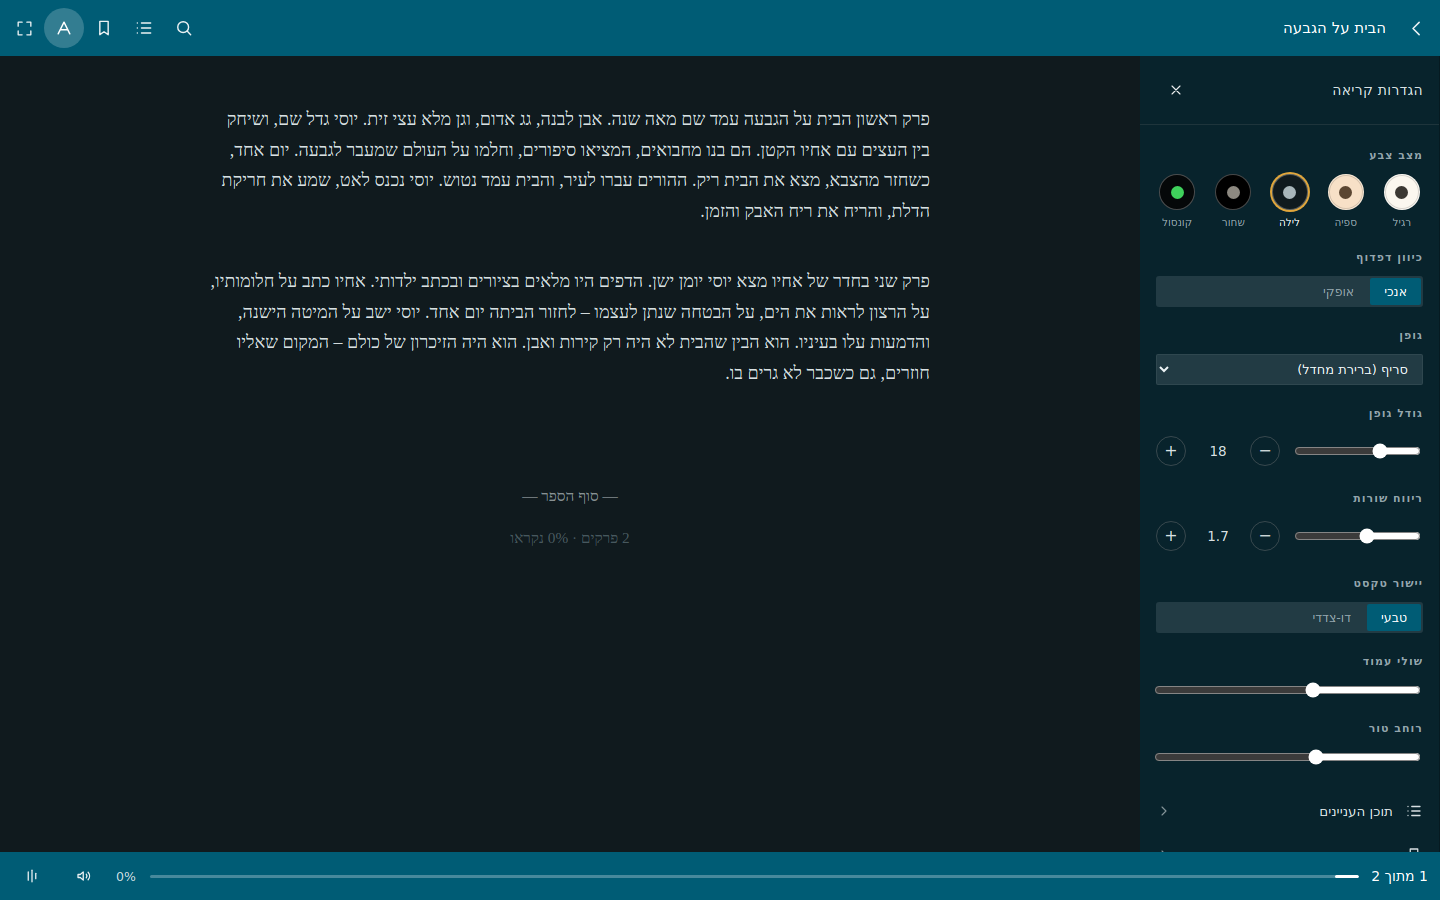 הבית על הגבעה
הגדרות קריאה
מצב צבע
רגיל
ספיה
לילה
שחור
קונסול
כיוון דפדוף
אנכי
אופקי
גופן
סריף (ברירת מחדל)
גודל גופן
−
18
+
ריווח שורות
−
1.7
+
יישור טקסט
טבעי
דו-צדדי
שולי עמוד
רוחב טור
תוכן העניינים
פרק ראשון הבית על הגבעה עמד שם מאה שנה. אבן לבנה, גג אדום, וגן מלא עצי זית. יוסי גדל שם, ושיחק
בין העצים עם אחיו הקטן. הם בנו מחבואים, המציאו סיפורים, וחלמו על העולם שמעבר לגבעה. יום אחד,
כשחזר מהצבא, מצא את הבית ריק. ההורים עברו לעיר, והבית עמד נטוש. יוסי נכנס לאט, שמע את חריקת
הדלת, והריח את ריח האבק והזמן.
פרק שני בחדר של אחיו מצא יוסי יומן ישן. הדפים היו מלאים בציורים ובכתב ילדותי. אחיו כתב על חלומותיו,
על הרצון לראות את הים, על הבטחה שנתן לעצמו – לחזור הביתה יום אחד. יוסי ישב על המיטה הישנה,
והדמעות עלו בעיניו. הוא הבין שהבית לא היה רק קירות ואבן. הוא היה הזיכרון של כולם – המקום שאליו
חוזרים, גם כשכבר לא גרים בו.
— סוף הספר —
2 פרקים · 0% נקראו
1 מתוך 2
0%